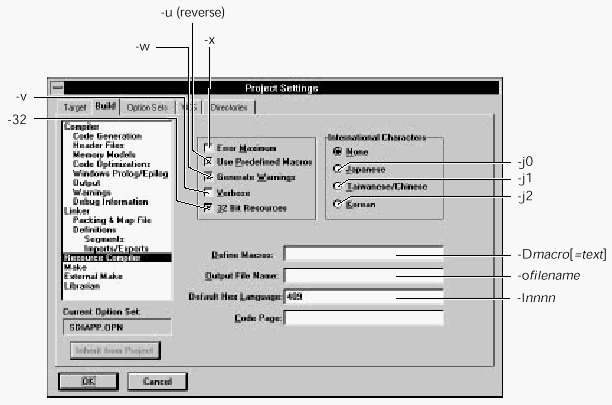 -u (reverse)
-w
-x
Project Settings
-v
Target Build Option Sets VCS Directories
-32
Compiler
Code Generation
Header Files
Memory Models
Code Optimizations
Windows Prolog/Epilog
Output
Warnings
Debug Information
Linker
Packing & Map File
Definitions
Segments
Imports/Exports
Resource Compiler
Make
External Make
Librarian
Error Maximum
Use Predefined Macros
Generate Warnings
Verbose
32 Bit Resources
International Characters
None
Japanese
Taiwanese/Chinese
Korean
-j0
-j1
-j2
Define Macros:
-Dmacro[=text]
Output File Name:
-ofilename
Default Hex Language: 409
-lnnnn
Code Page:
Current Option Set:
SDIAPP.OPN
Inherit from Project
OK Cancel